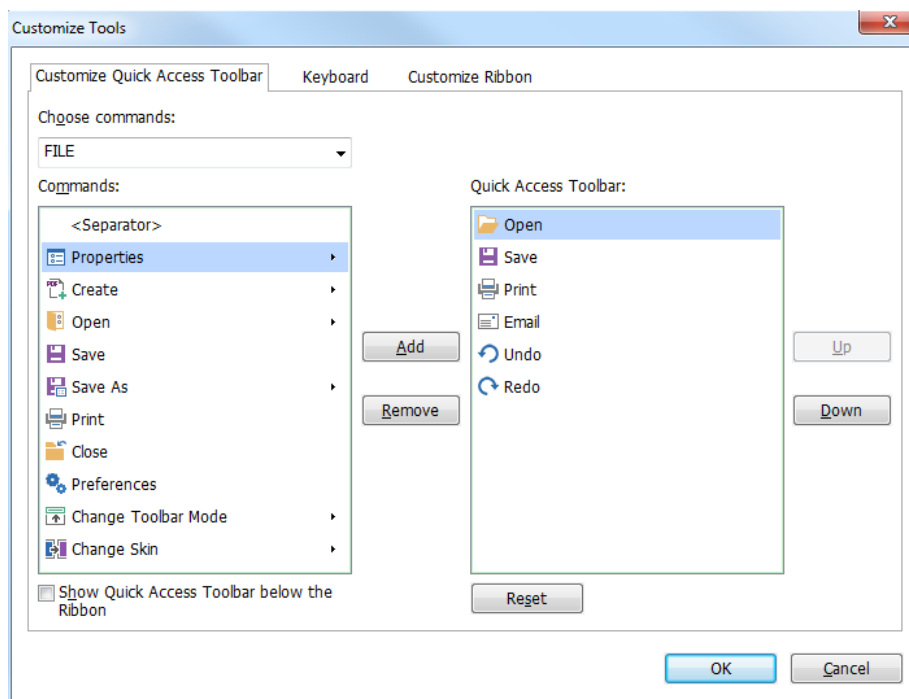 Customize Tools
Customize Quick Access Toolbar Keyboard Customize Ribbon
Choose commands:
FILE
Commands:
<Separator>
Properties
Create
Open
Save
Save As
Print
Close
Preferences
Change Toolbar Mode
Change Skin
Show Quick Access Toolbar below the
Ribbon
Add
Remove
Quick Access Toolbar:
Open
Save
Print
Email
Undo
Redo
Reset
Up
Down
OK
Cancel